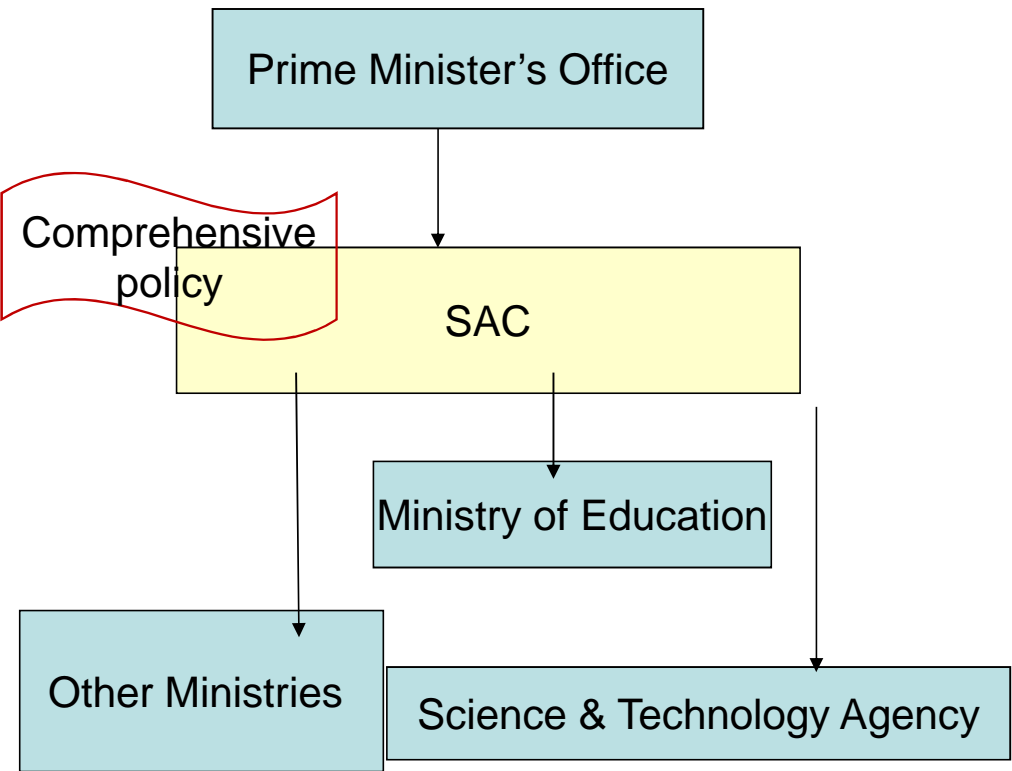 Prime Minister’s Office
Comprehensive
policy
SAC
Ministry of Education
Other Ministries
Science & Technology Agency